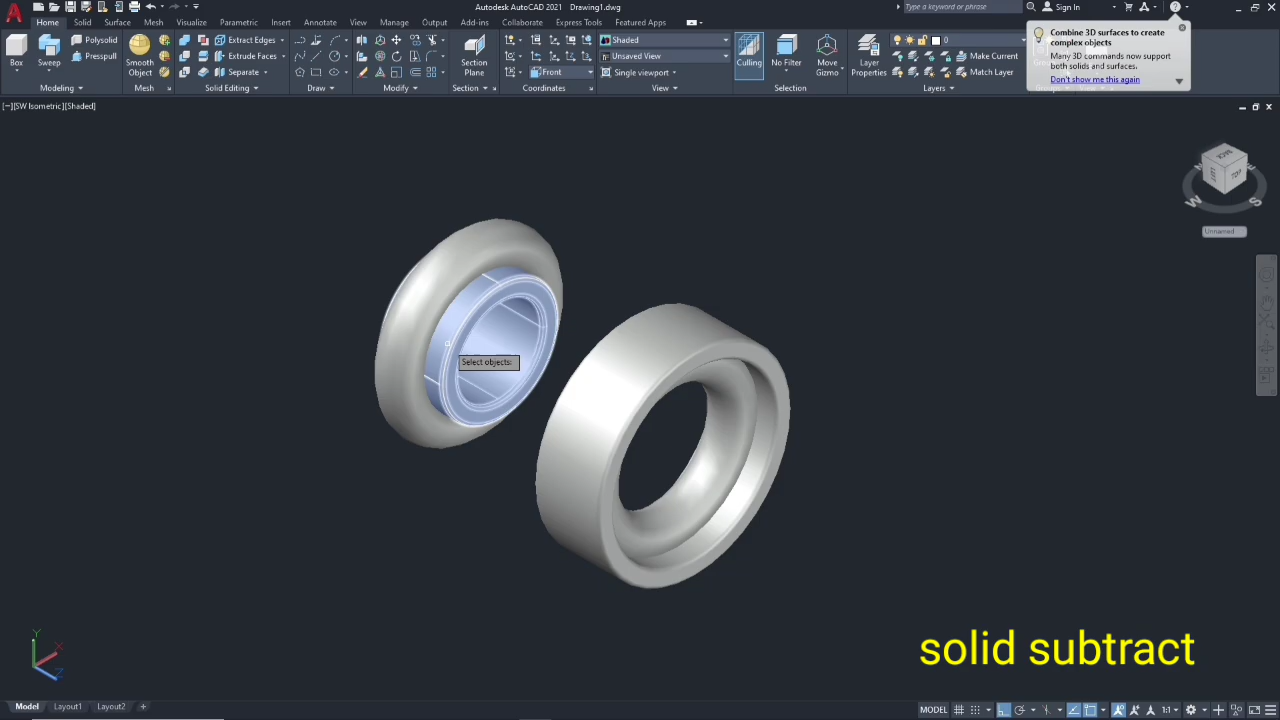 Autodesk AutoCAD 2021 Drawing1.dwg
Type a keyword or phrase
Sign In
Home Solid Surface Mesh Visualize Parametric Insert Annotate View Manage Output Add-ins Collaborate Express Tools Featured Apps
Box
Sweep
Polysolid
Presspull
Modeling
Smooth
Object
Mesh
Extract Edges
Extrude Faces
Separate
Solid Editing
Draw
Modify
Section
Plane
Section
Front
Coordinates
Shaded
Unsaved View
Single viewport
View
Culling
No Filter
Move
Gizmo
Selection
Layer
Properties
0
Make Current
Match Layer
Layers
Combine 3D surfaces to create
complex objects
Many 3D commands now support
both solids and surfaces.
Don't show me this again
[−][SW Isometric][Shaded]
TOP
W
S
E
Unnamed
Select objects:
Y
X
Z
solid subtract
Model Layout1 Layout2 +
MODEL
1:1